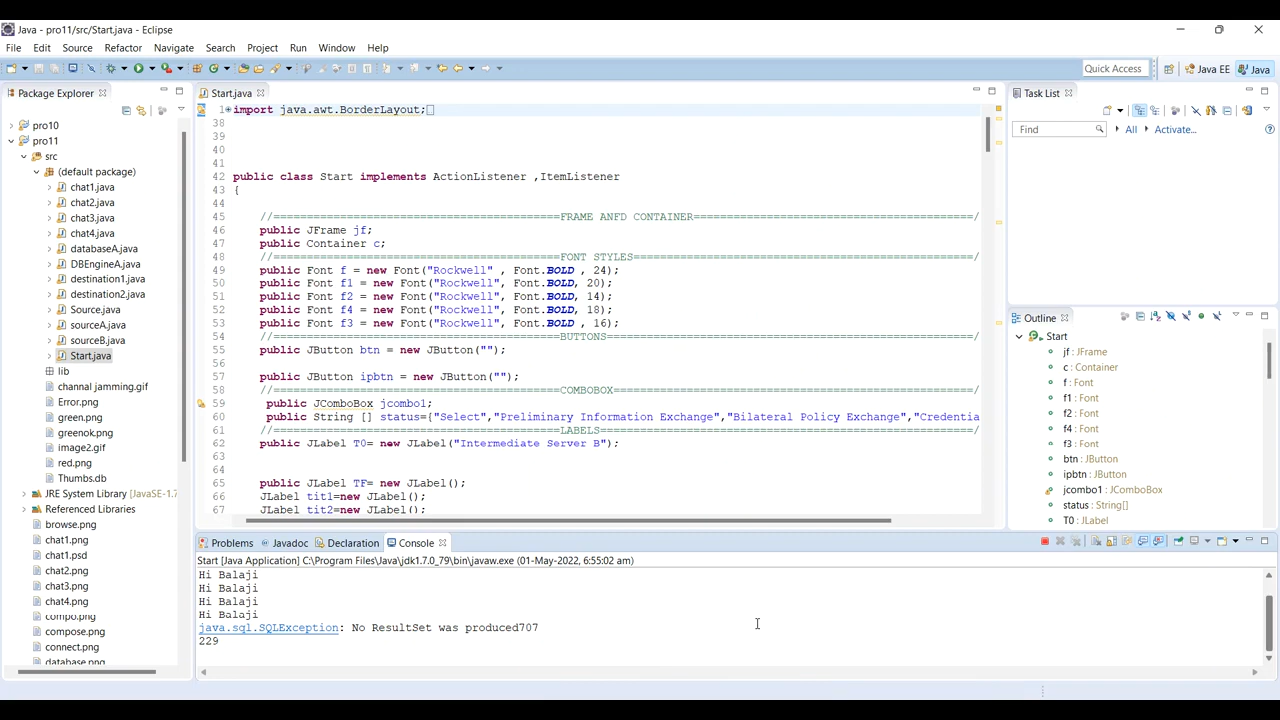 Java - pro11/src/Start.java - Eclipse
File Edit Source Refactor Navigate Search Project Run Window Help
Quick Access Java EE Java
Package Explorer
pro10
pro11
src
(default package)
chat1.java
chat2.java
chat3.java
chat4.java
databaseA.java
DBEngineA.java
destination1.java
destination2.java
Source.java
sourceA.java
sourceB.java
Start.java
lib
channel jamming.gif
Error.png
green.png
greenok.png
image2.gif
red.png
Thumbs.db
JRE System Library [JavaSE-1.7
Referenced Libraries
browse.png
chat1.png
chat1.psd
chat2.png
chat3.png
chat4.png
compo.png
compose.png
connect.png
database.png
Start.java
1 import java.awt.BorderLayout;
38
39
40
41
42 public class Start implements ActionListener ,ItemListener
43 {
44
45 //===========================================FRAME ANFD CONTAINER==========================================/
46 public JFrame jf;
47 public Container c;
48 //===========================================FONT STYLES===================================================/
49 public Font f = new Font("Rockwell" , Font.BOLD , 24);
50 public Font f1 = new Font("Rockwell", Font.BOLD, 20);
51 public Font f2 = new Font("Rockwell", Font.BOLD, 14);
52 public Font f4 = new Font("Rockwell", Font.BOLD, 18);
53 public Font f3 = new Font("Rockwell", Font.BOLD , 16);
54 //===========================================BUTTONS=======================================================/
55 public JButton btn = new JButton("");
56
57 public JButton ipbtn = new JButton("");
58 //===========================================COMBOBOX======================================================/
59 public JComboBox jcombo1;
60 public String [] status={"Select","Preliminary Information Exchange","Bilateral Policy Exchange","Credentia
61 //===========================================LABELS========================================================/
62 public JLabel T0= new JLabel("Intermediate Server B");
63
64
65 public JLabel TF= new JLabel();
66 JLabel tit1=new JLabel();
67 JLabel tit2=new JLabel();
Task List
Find All Activate...
Outline
Start
jf : JFrame
c : Container
f : Font
f1 : Font
f2 : Font
f4 : Font
f3 : Font
btn : JButton
ipbtn : JButton
jcombo1 : JComboBox
status : String[]
T0 : JLabel
Problems Javadoc Declaration Console
Start [Java Application] C:\Program Files\Java\jdk1.7.0_79\bin\javaw.exe (01-May-2022, 6:55:02 am)
Hi Balaji
Hi Balaji
Hi Balaji
Hi Balaji
java.sql.SQLException: No ResultSet was produced707
229